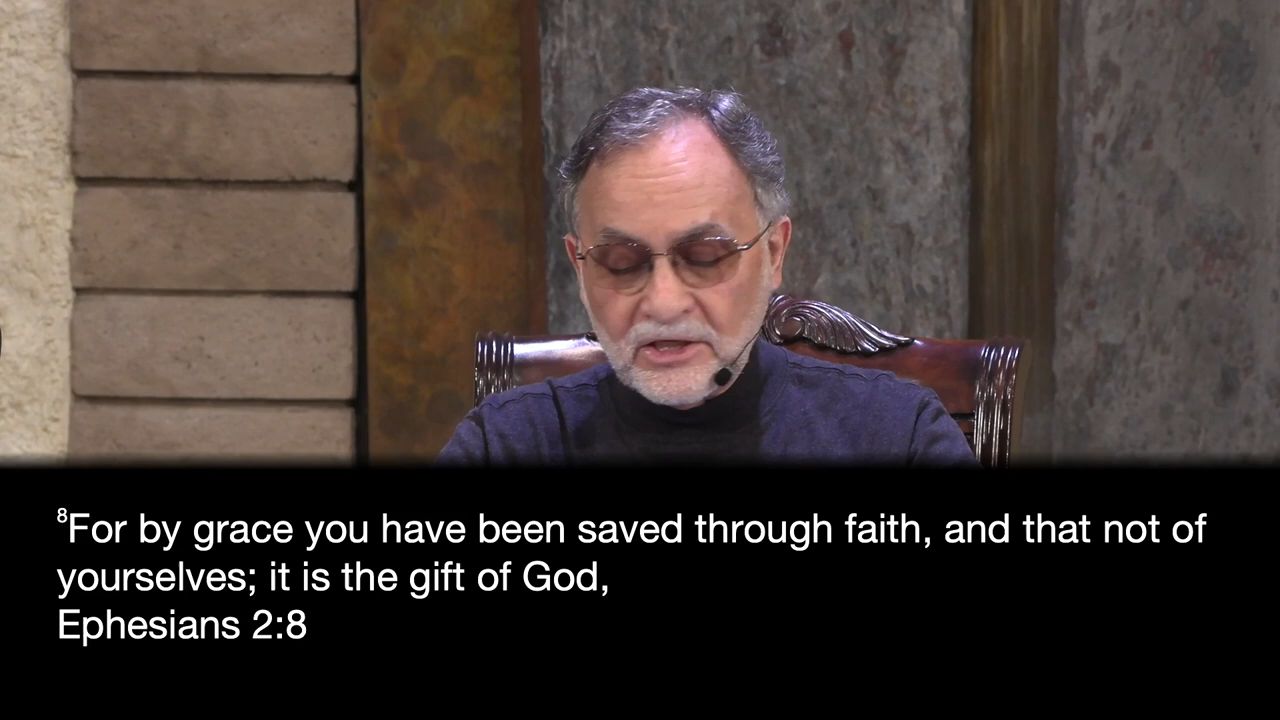 ⁸For by grace you have been saved through faith, and that not of
yourselves; it is the gift of God,
Ephesians 2:8